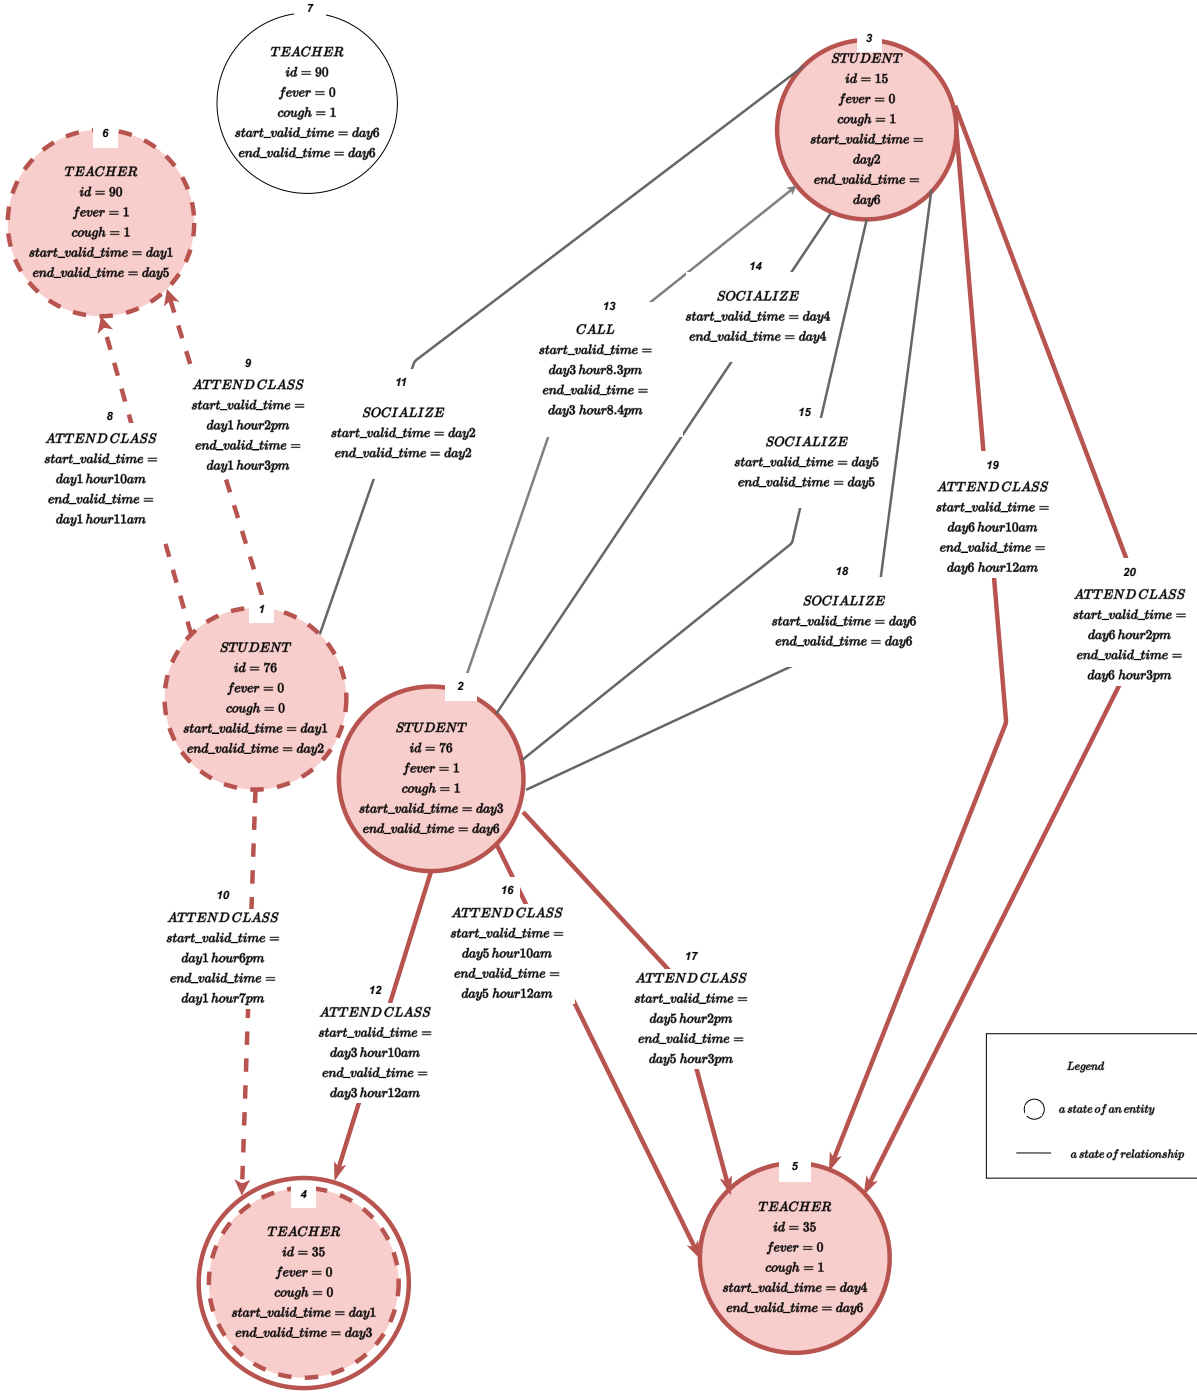 7
TEACHER
id = 90
fever = 0
cough = 1
start_valid_time = day6
end_valid_time = day6
3
STUDENT
id = 15
fever = 0
cough = 1
start_valid_time =
day2
end_valid_time =
day6
6
TEACHER
id = 90
fever = 1
cough = 1
start_valid_time = day1
end_valid_time = day5
14
SOCIALIZE
start_valid_time = day4
end_valid_time = day4
13
CALL
start_valid_time =
day3 hour8.3pm
end_valid_time =
day3 hour8.4pm
9
ATTEND CLASS
start_valid_time =
day1 hour2pm
end_valid_time =
day1 hour3pm
11
SOCIALIZE
start_valid_time = day2
end_valid_time = day2
8
ATTEND CLASS
start_valid_time =
day1 hour10am
end_valid_time =
day1 hour11am
15
SOCIALIZE
start_valid_time = day5
end_valid_time = day5
19
ATTEND CLASS
start_valid_time =
day6 hour10am
end_valid_time =
day6 hour12am
18
SOCIALIZE
start_valid_time = day6
end_valid_time = day6
20
ATTEND CLASS
start_valid_time =
day6 hour2pm
end_valid_time =
day6 hour3pm
1
STUDENT
id = 76
fever = 0
cough = 0
start_valid_time = day1
end_valid_time = day2
2
STUDENT
id = 76
fever = 1
cough = 1
start_valid_time = day3
end_valid_time = day6
10
ATTEND CLASS
start_valid_time =
day1 hour6pm
end_valid_time =
day1 hour7pm
16
ATTEND CLASS
start_valid_time =
day5 hour10am
end_valid_time =
day5 hour12am
17
ATTEND CLASS
start_valid_time =
day5 hour2pm
end_valid_time =
day5 hour3pm
12
ATTEND CLASS
start_valid_time =
day3 hour10am
end_valid_time =
day3 hour12am
Legend
a state of an entity
a state of relationship
5
TEACHER
id = 35
fever = 0
cough = 1
start_valid_time = day4
end_valid_time = day6
4
TEACHER
id = 35
fever = 0
cough = 0
start_valid_time = day1
end_valid_time = day3